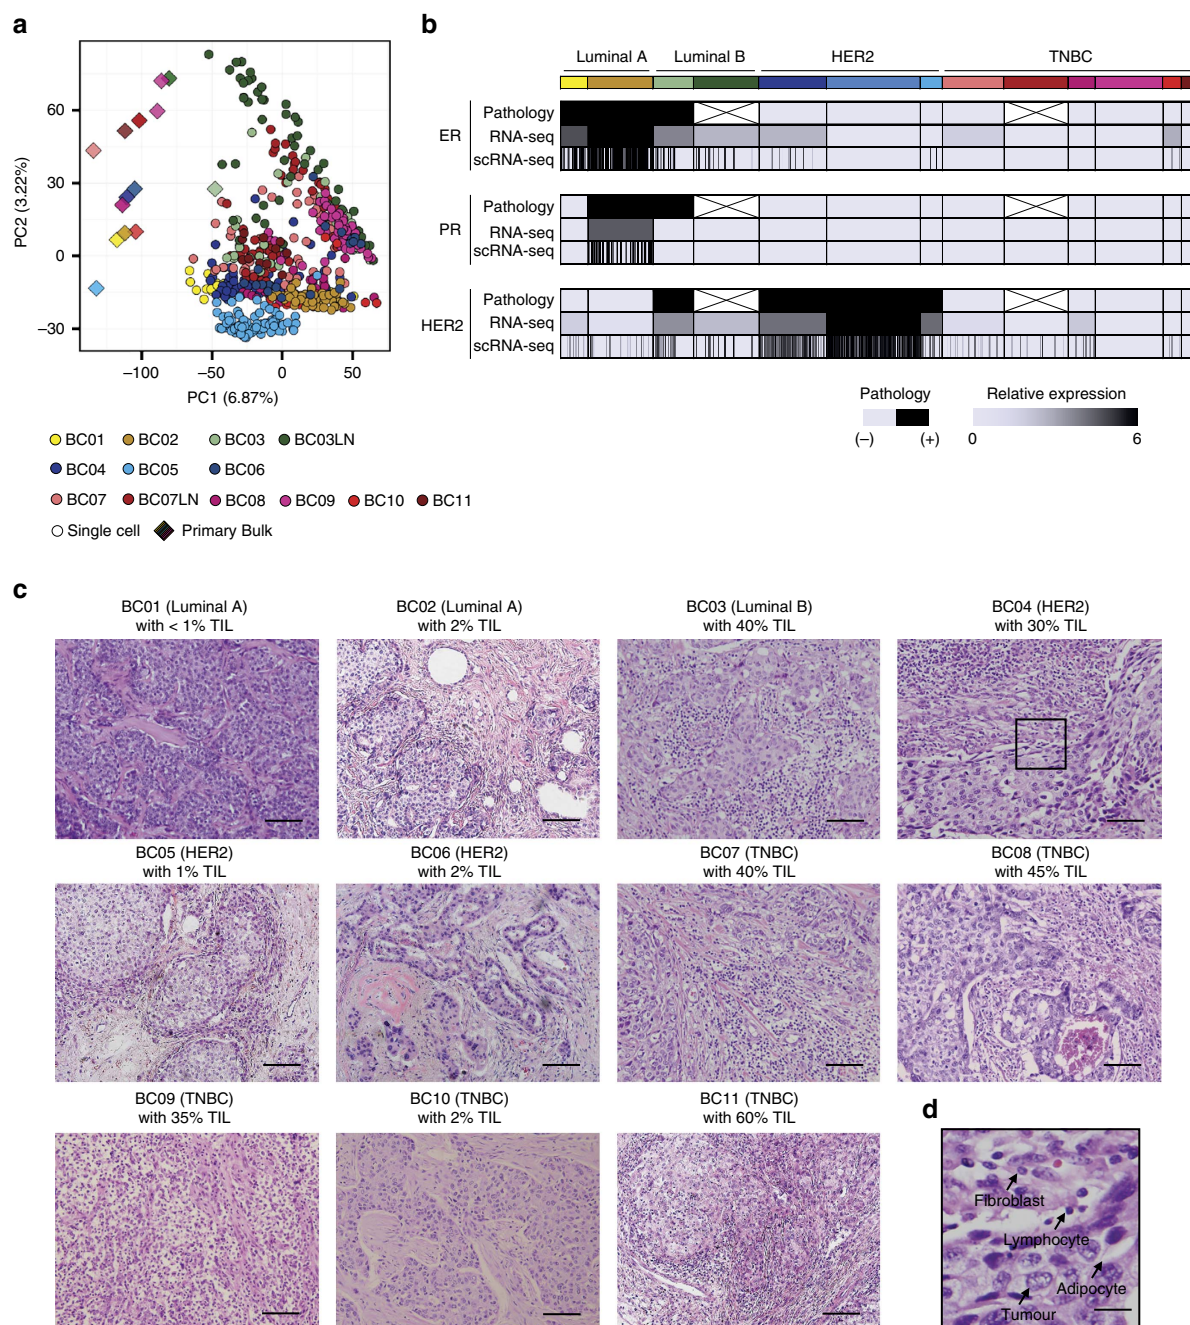 a
PC2 (3.22%)
60
30
0
–30
–100
–50
0
50
PC1 (6.87%)
BC01
BC02
BC03
BC03LN
BC04
BC05
BC06
BC07
BC07LN
BC08
BC09
BC10
BC11
Single cell
Primary Bulk
b
Luminal A
Luminal B
HER2
TNBC
ER
Pathology
RNA-seq
scRNA-seq
PR
Pathology
RNA-seq
scRNA-seq
HER2
Pathology
RNA-seq
scRNA-seq
Pathology
(–)
(+)
Relative expression
0
6
c
BC01 (Luminal A)
with < 1% TIL
BC02 (Luminal A)
with 2% TIL
BC03 (Luminal B)
with 40% TIL
BC04 (HER2)
with 30% TIL
BC05 (HER2)
with 1% TIL
BC06 (HER2)
with 2% TIL
BC07 (TNBC)
with 40% TIL
BC08 (TNBC)
with 45% TIL
BC09 (TNBC)
with 35% TIL
BC10 (TNBC)
with 2% TIL
BC11 (TNBC)
with 60% TIL
d
Fibroblast
Lymphocyte
Adipocyte
Tumour